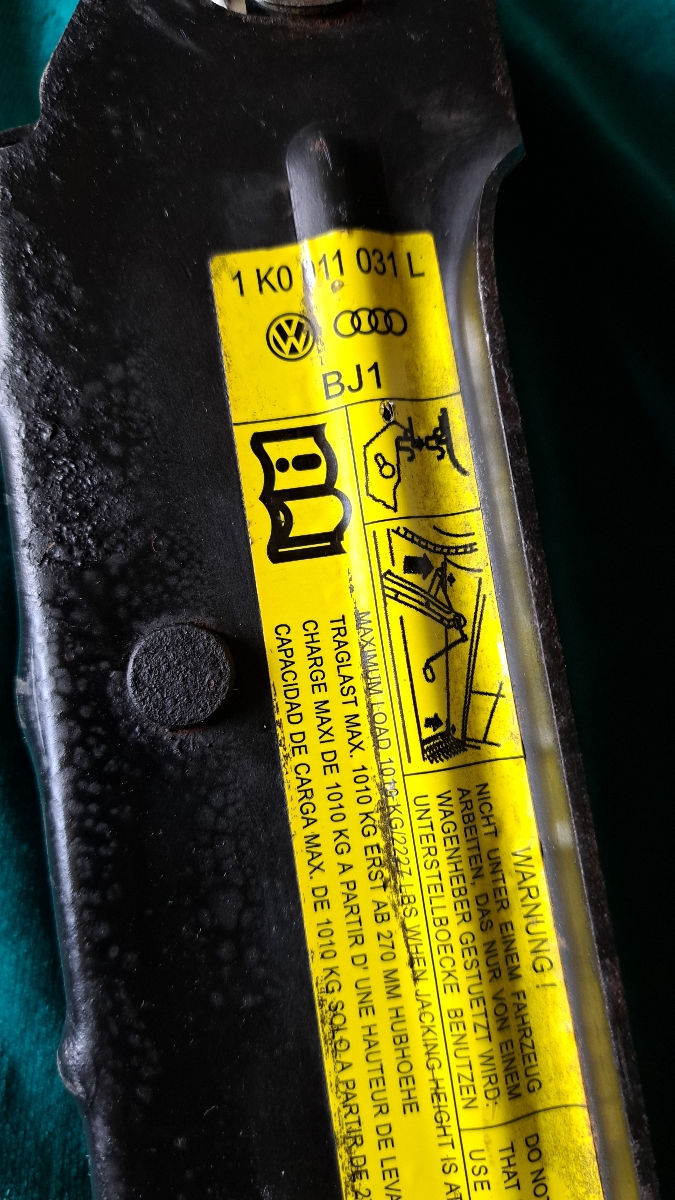 1 K0 011 031 L
BJ1
MAXIMUM LOAD 1010 KG/2227 LBS WHEN JACKING HEIGHT IS AT
TRAGLAST MAX. 1010 KG ERST AB 270 MM HUBHOEHE
CHARGE MAXI DE 1010 KG A PARTIR D' UNE HAUTEUR DE LEVA
CAPACIDAD DE CARGA MAX. DE 1010 KG SOLO A PARTIR DE 2
WARNUNG !
NICHT UNTER EINEM FAHRZEUG
ARBEITEN, DAS NUR VON EINEM
WAGENHEBER GESTUETZT WIRD:
UNTERSTELLBOECKE BENUTZEN
DO NO
THAT
USE